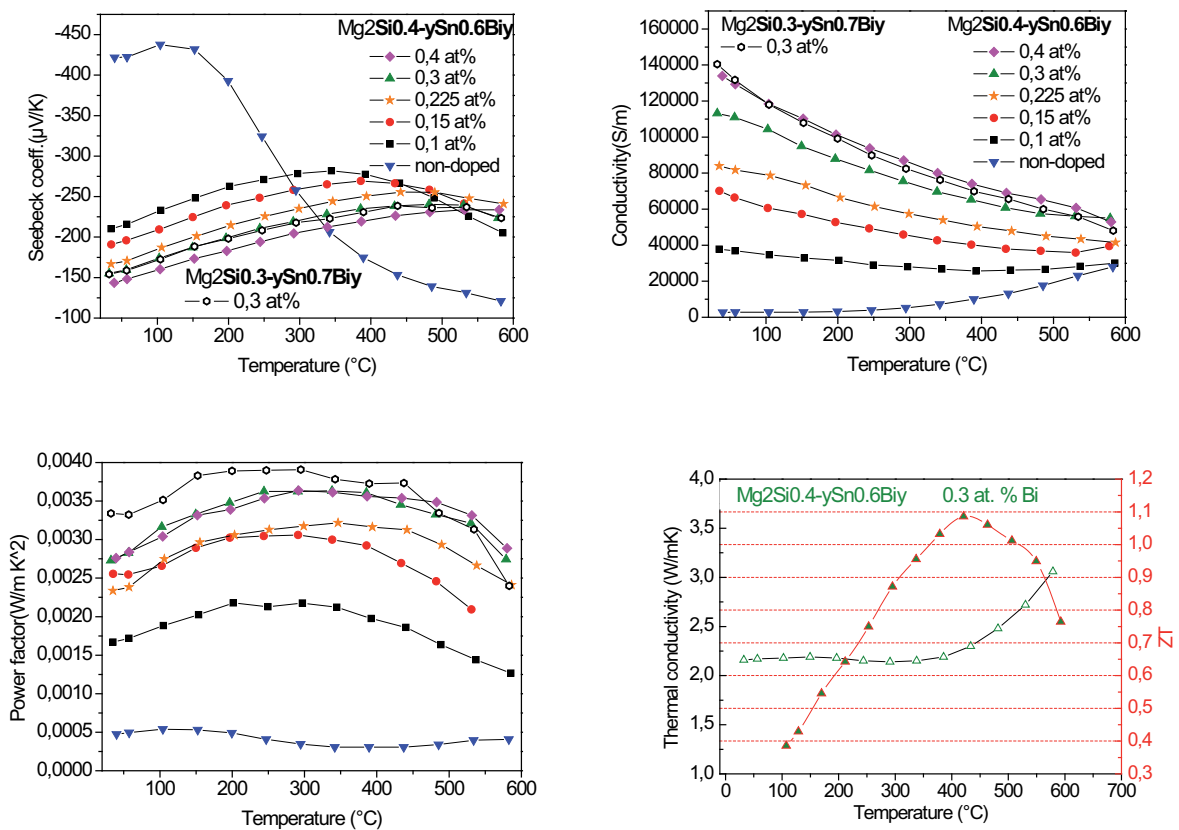 -450
-400
-350
-300
-250
-200
-150
-100
Seebeck coeff.(µV/K)
Mg2Si0.4-ySn0.6Biy
0,4 at%
0,3 at%
0,225 at%
0,15 at%
0,1 at%
non-doped
Mg2Si0.3-ySn0.7Biy
0,3 at%
100 200 300 400 500 600
Temperature (°C)
160000
140000
120000
100000
80000
60000
40000
20000
0
Conductivity(S/m)
Mg2Si0.3-ySn0.7Biy
0,3 at%
Mg2Si0.4-ySn0.6Biy
0,4 at%
0,3 at%
0,225 at%
0,15 at%
0,1 at%
non-doped
100 200 300 400 500 600
Temperature (°C)
0,0040
0,0035
0,0030
0,0025
0,0020
0,0015
0,0010
0,0005
0,0000
Power factor(W/m K^2)
100 200 300 400 500 600
Temperature (°C)
4,0
3,5
3,0
2,5
2,0
1,5
1,0
Thermal conductivity (W/mK)
Mg2Si0.4-ySn0.6Biy 0.3 at. % Bi
1,2
1,1
1,0
0,9
0,8
0,7
0,6
0,5
0,4
0,3
ZT
0 100 200 300 400 500 600 700
Temperature (°C)